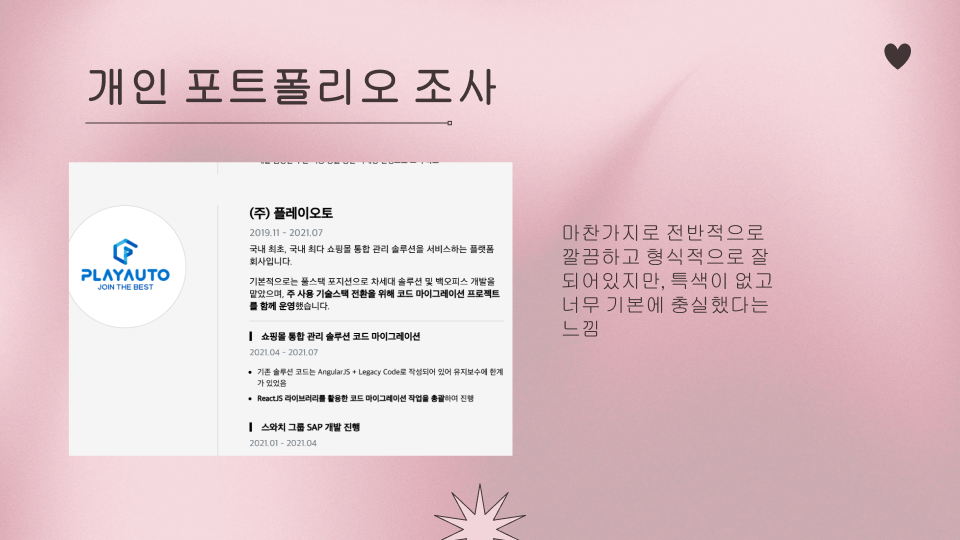 개인 포트폴리오 조사
(주) 플레이오토
2019.11 - 2021.07
국내 최초, 국내 최다 쇼핑몰 통합 관리 솔루션을 서비스하는 플랫폼
회사입니다.
PLAYAUTO
JOIN THE BEST
기본적으로는 풀스택 포지션으로 차세대 솔루션 및 백오피스 개발을
맡았으며, 주 사용 기술스택 전환을 위해 코드 마이그레이션 프로젝트
를 함께 운영했습니다.
쇼핑몰 통합 관리 솔루션 코드 마이그레이션
2021.04 - 2021.07
• 기존 솔루션 코드는 AngularJS + Legacy Code로 작성되어 있어 유지보수에 한계
가 있었음
• ReactJS 라이브러리를 활용한 코드 마이그레이션 작업을 총괄하여 진행
스와치 그룹 SAP 개발 진행
2021.01 - 2021.04
마찬가지로 전반적으로
깔끔하고 형식적으로 잘
되어있지만, 특색이 없고
너무 기본에 충실했다는
느낌